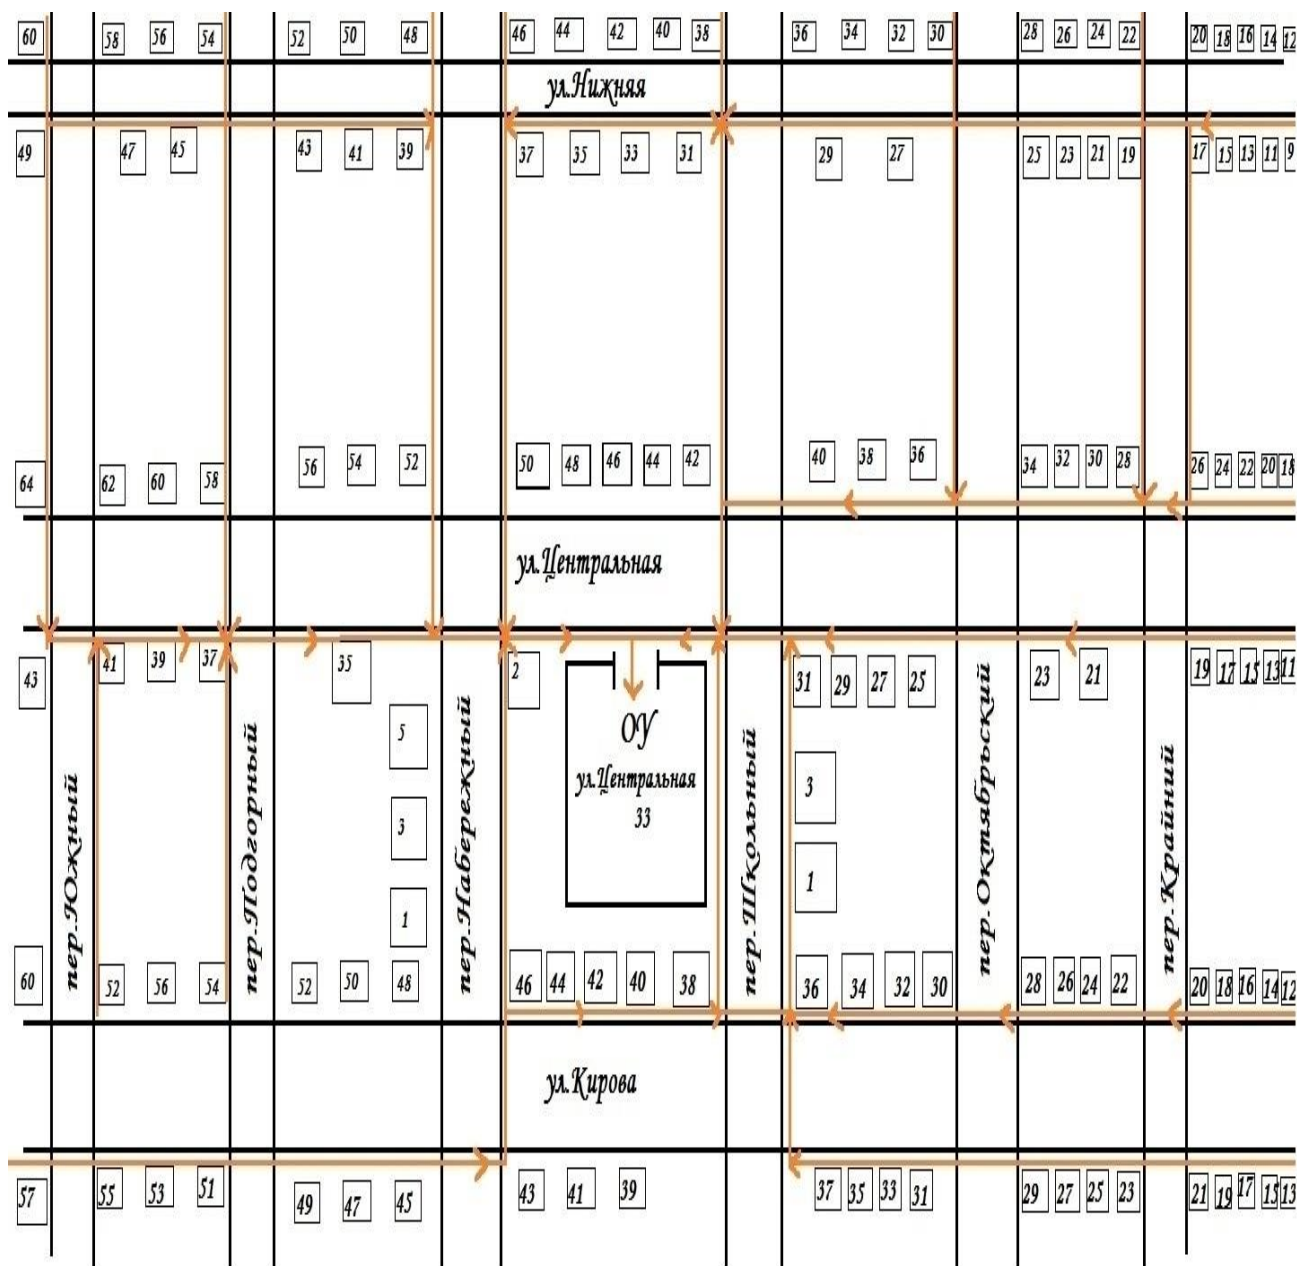 60 58 56 54 52 50 48 46 44 42 40 38 36 34 32 30 28 26 24 22 20 18 16 14 12
ул.Нижняя
49 47 45 43 41 39 37 35 33 31 29 27 25 23 21 19 17 15 13 11 9
64 62 60 58 56 54 52 50 48 46 44 42 40 38 36 34 32 30 28 26 24 22 20 18
ул.Центральная
43 41 39 37 35 2 31 29 27 25 23 21 19 17 15 13 11
5
ОУ
ул.Центральная
33
3
3
1
1
пер.Южный
пер.Подгорный
пер.Набережный
пер.Школьный
пер.Октябрьский
пер.Крайний
60 52 56 54 52 50 48 46 44 42 40 38 36 34 32 30 28 26 24 22 20 18 16 14 12
ул.Кирова
57 55 53 51 49 47 45 43 41 39 37 35 33 31 29 27 25 23 21 19 17 15 13